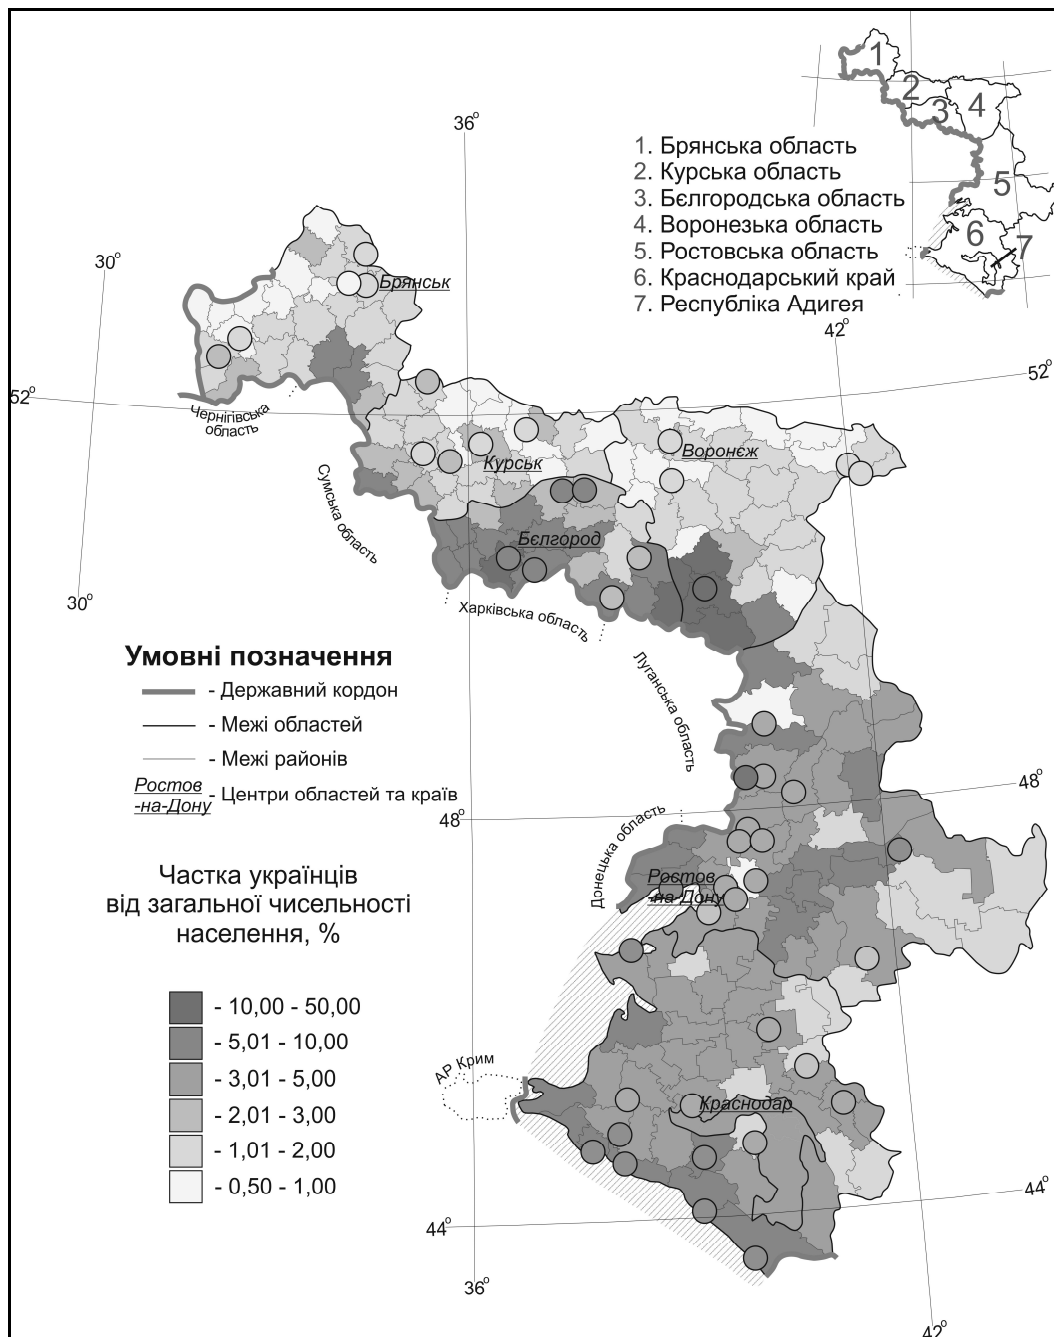 1
2
3
4
5
6
7
1. Брянська область
2. Курська область
3. Бєлгородська область
4. Воронезька область
5. Ростовська область
6. Краснодарський край
7. Республіка Адигея
36°
30°
42°
52°
52°
Брянськ
Чернігівська
область
Сумська область
Курськ
Воронєж
Бєлгород
30°
Харківська область
Луганська область
Умовні позначення
- Державний кордон
- Межі областей
- Межі районів
Ростов
-на-Дону
- Центри областей та країв
48°
48°
Донецька область
Ростов
-на-Дону
Частка українців
від загальної чисельності
населення, %
- 10,00 - 50,00
- 5,01 - 10,00
- 3,01 - 5,00
- 2,01 - 3,00
- 1,01 - 2,00
- 0,50 - 1,00
АР Крим
Краснодар
44°
44°
36°
42°